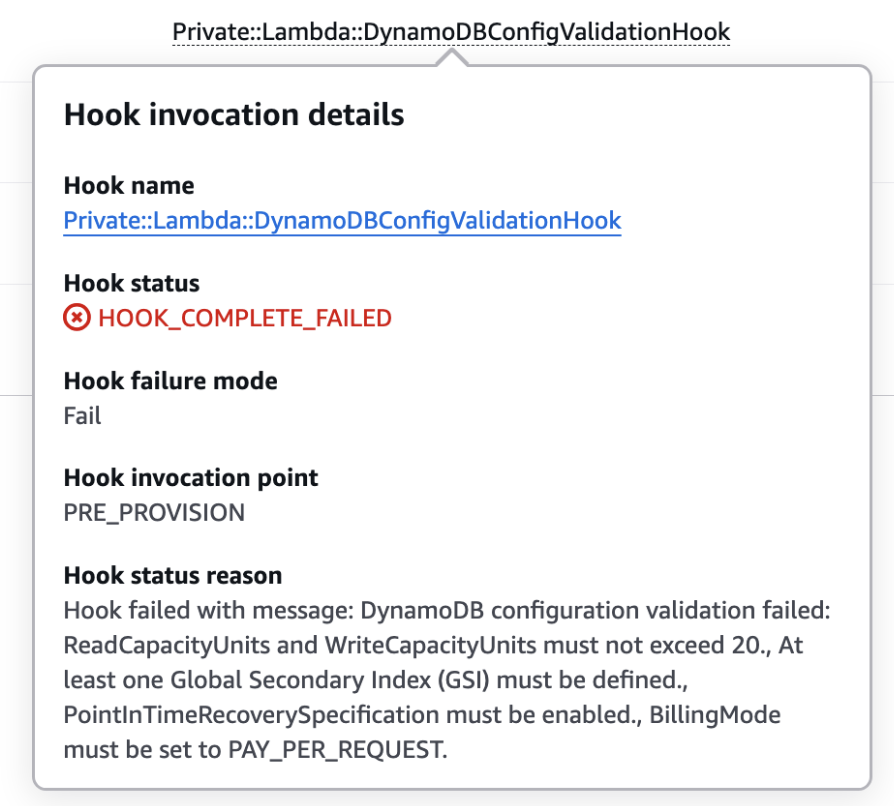 Private::Lambda::DynamoDBConfigValidationHook
Hook invocation details
Hook name
Private::Lambda::DynamoDBConfigValidationHook
Hook status
HOOK_COMPLETE_FAILED
Hook failure mode
Fail
Hook invocation point
PRE_PROVISION
Hook status reason
Hook failed with message: DynamoDB configuration validation failed:
ReadCapacityUnits and WriteCapacityUnits must not exceed 20., At
least one Global Secondary Index (GSI) must be defined.,
PointInTimeRecoverySpecification must be enabled., BillingMode
must be set to PAY_PER_REQUEST.